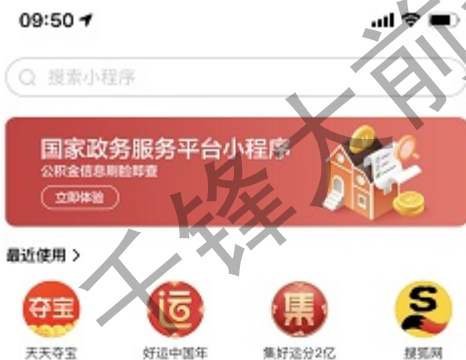 09:50
搜索小程序
国家政务服务平台小程序
公积金信息刷脸即查
立即体验
最近使用
夺宝
运
集
S
天天夺宝
好运中国年
集好运分2亿
搜狐网
千锋大前